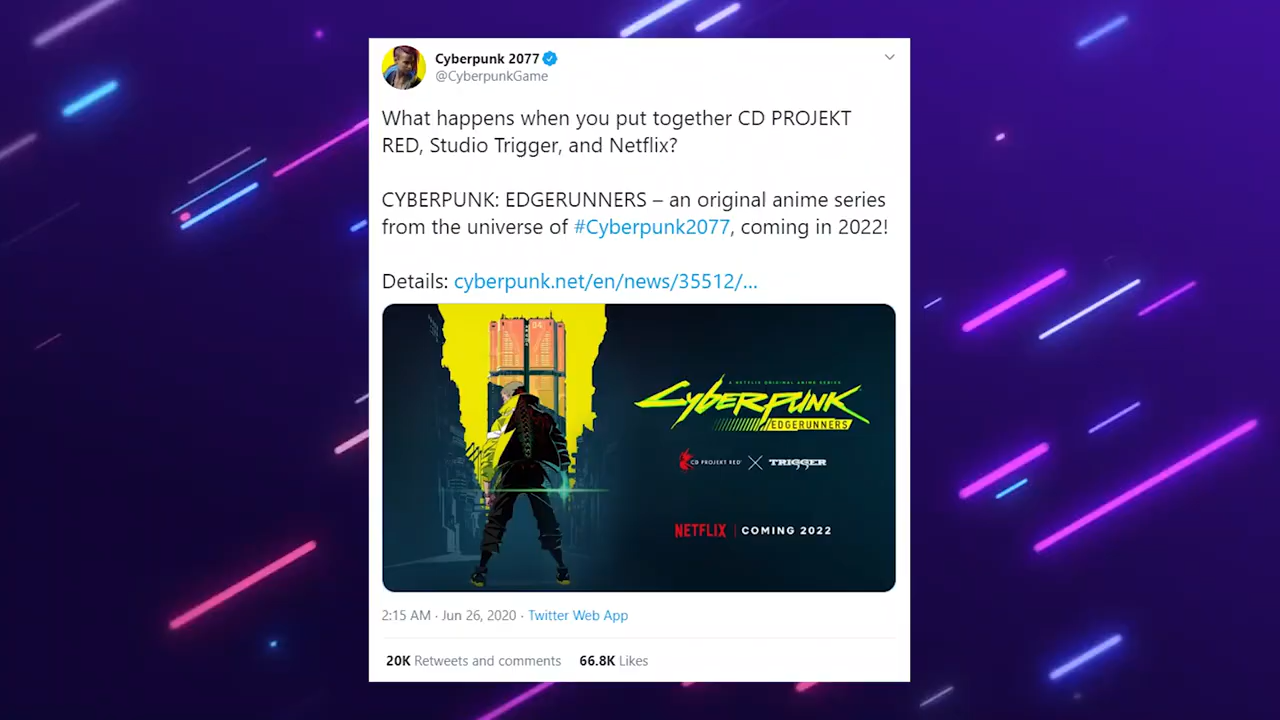 Cyberpunk 2077
@CyberpunkGame
What happens when you put together CD PROJEKT
RED, Studio Trigger, and Netflix?
CYBERPUNK: EDGERUNNERS – an original anime series
from the universe of #Cyberpunk2077, coming in 2022!
Details: cyberpunk.net/en/news/35512/...
04
A NETFLIX ORIGINAL ANIME SERIES
CYBERPUNK
EDGERUNNERS
CD PROJEKT RED X TRIGGER
NETFLIX | COMING 2022
2:15 AM · Jun 26, 2020 · Twitter Web App
20K Retweets and comments 66.8K Likes